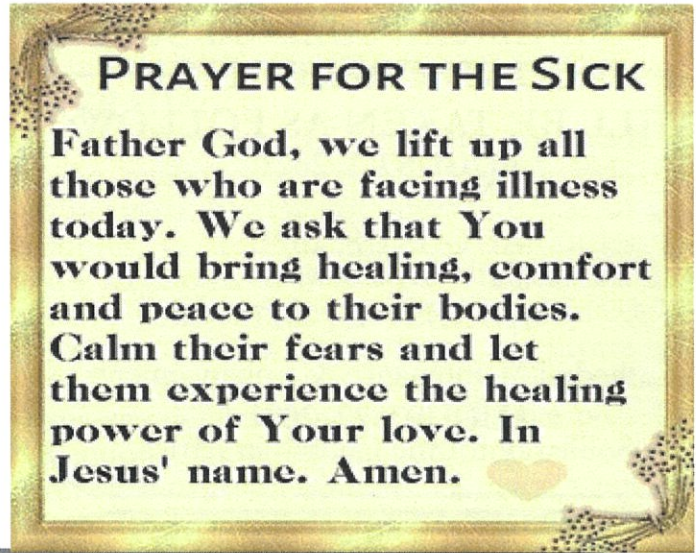 PRAYER FOR THE SICK
Father God, we lift up all
those who are facing illness
today. We ask that You
would bring healing, comfort
and peace to their bodies.
Calm their fears and let
them experience the healing
power of Your love. In
Jesus' name. Amen.